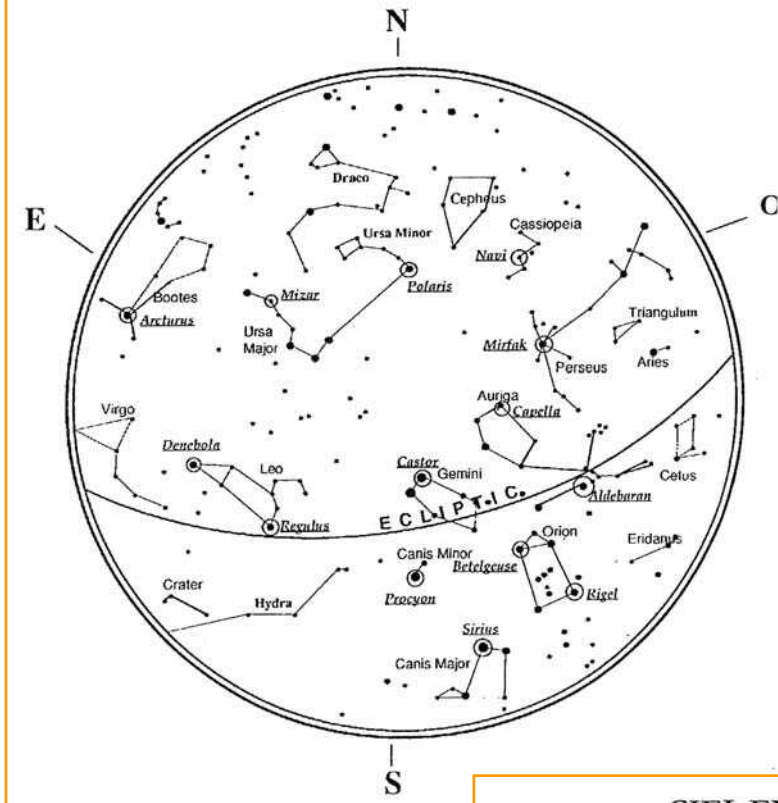 N
Draco
Cepheus
Cassiopeia
E
O
Ursa Minor
Navi
Polaris
Bootes
Mizar
Arcturus
Ursa
Major
Triangulum
Mirfak
Perseus
Aries
Auriga
Capella
Virgo
Denebola
Leo
Castor
Gemini
Cetus
Aldebaran
ECLIPTIC
Regulus
Orion
Eridanus
Canis Minor
Betelgeuse
Crater
Hydra
Procyon
Rigel
Sirius
Canis Major
S